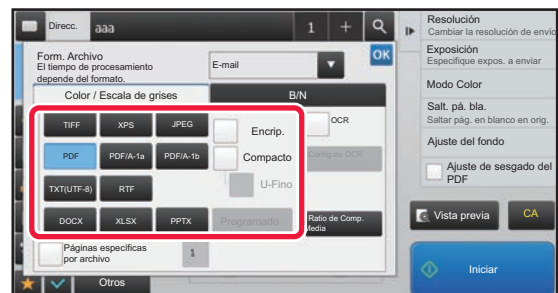 Direcc.
aaa
1
+
Form. Archivo
El tiempo de procesamiento
depende del formato.
E-mail
OK
Color / Escala de grises
B/N
TIFF
XPS
JPEG
Encrip.
OCR
PDF
PDF/A-1a
PDF/A-1b
Compacto
Config de OCR
TXT(UTF-8)
RTF
U-Fino
DOCX
XLSX
PPTX
Programado
Ratio de Comp.
Media
Páginas específicas
por archivo
1
Otros
Resolución
Cambiar la resolución de envío
Exposición
Especifique expos. a enviar
Modo Color
Salt. pá. bla.
Saltar pág. en blanco en orig.
Ajuste del fondo
Ajuste de sesgado del
PDF
Vista previa
CA
Iniciar